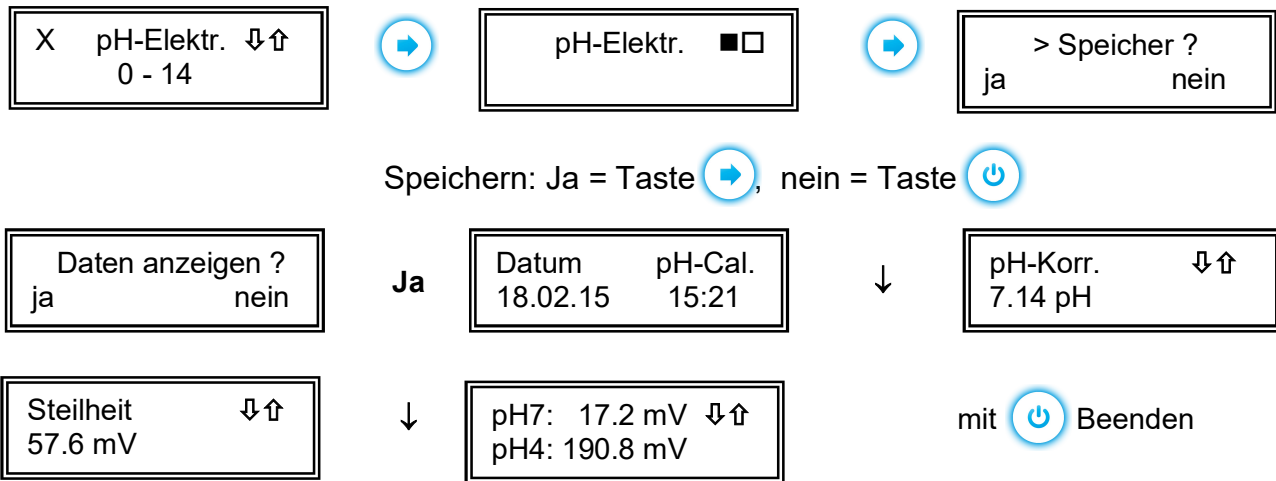 X pH-Elektr. ⇩⇧
0 - 14
pH-Elektr. ■□
> Speicher ?
ja nein
Speichern: Ja = Taste , nein = Taste
Daten anzeigen ?
ja nein
Ja
Datum pH-Cal.
18.02.15 15:21
↓
pH-Korr. ⇩⇧
7.14 pH
Steilheit ⇩⇧
57.6 mV
↓
pH7: 17.2 mV ⇩⇧
pH4: 190.8 mV
mit Beenden